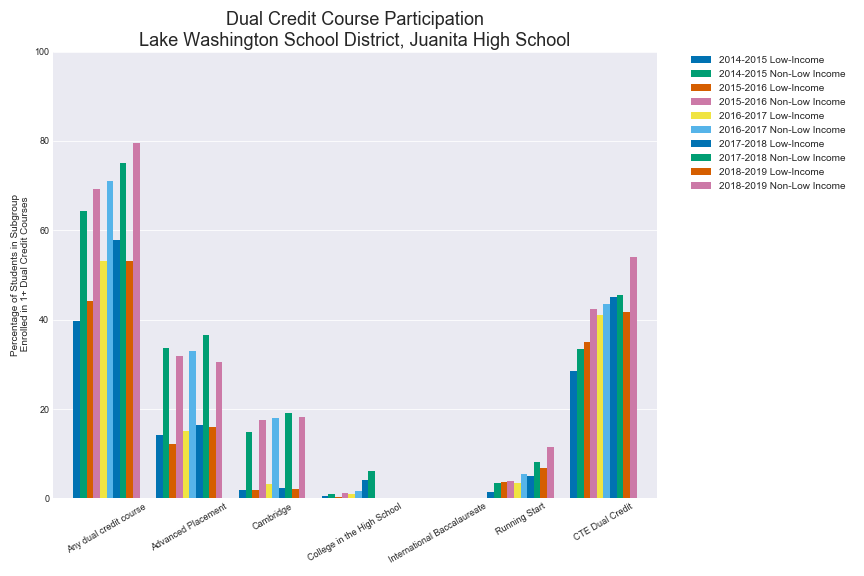 Dual Credit Course Participation
Lake Washington School District, Juanita High School
100
80
60
40
20
0
Percentage of Students in Subgroup
Enrolled in 1+ Dual Credit Courses
Any dual credit course
Advanced Placement
Cambridge
College in the High School
International Baccalaureate
Running Start
CTE Dual Credit
2014-2015 Low-Income
2014-2015 Non-Low Income
2015-2016 Low-Income
2015-2016 Non-Low Income
2016-2017 Low-Income
2016-2017 Non-Low Income
2017-2018 Low-Income
2017-2018 Non-Low Income
2018-2019 Low-Income
2018-2019 Non-Low Income